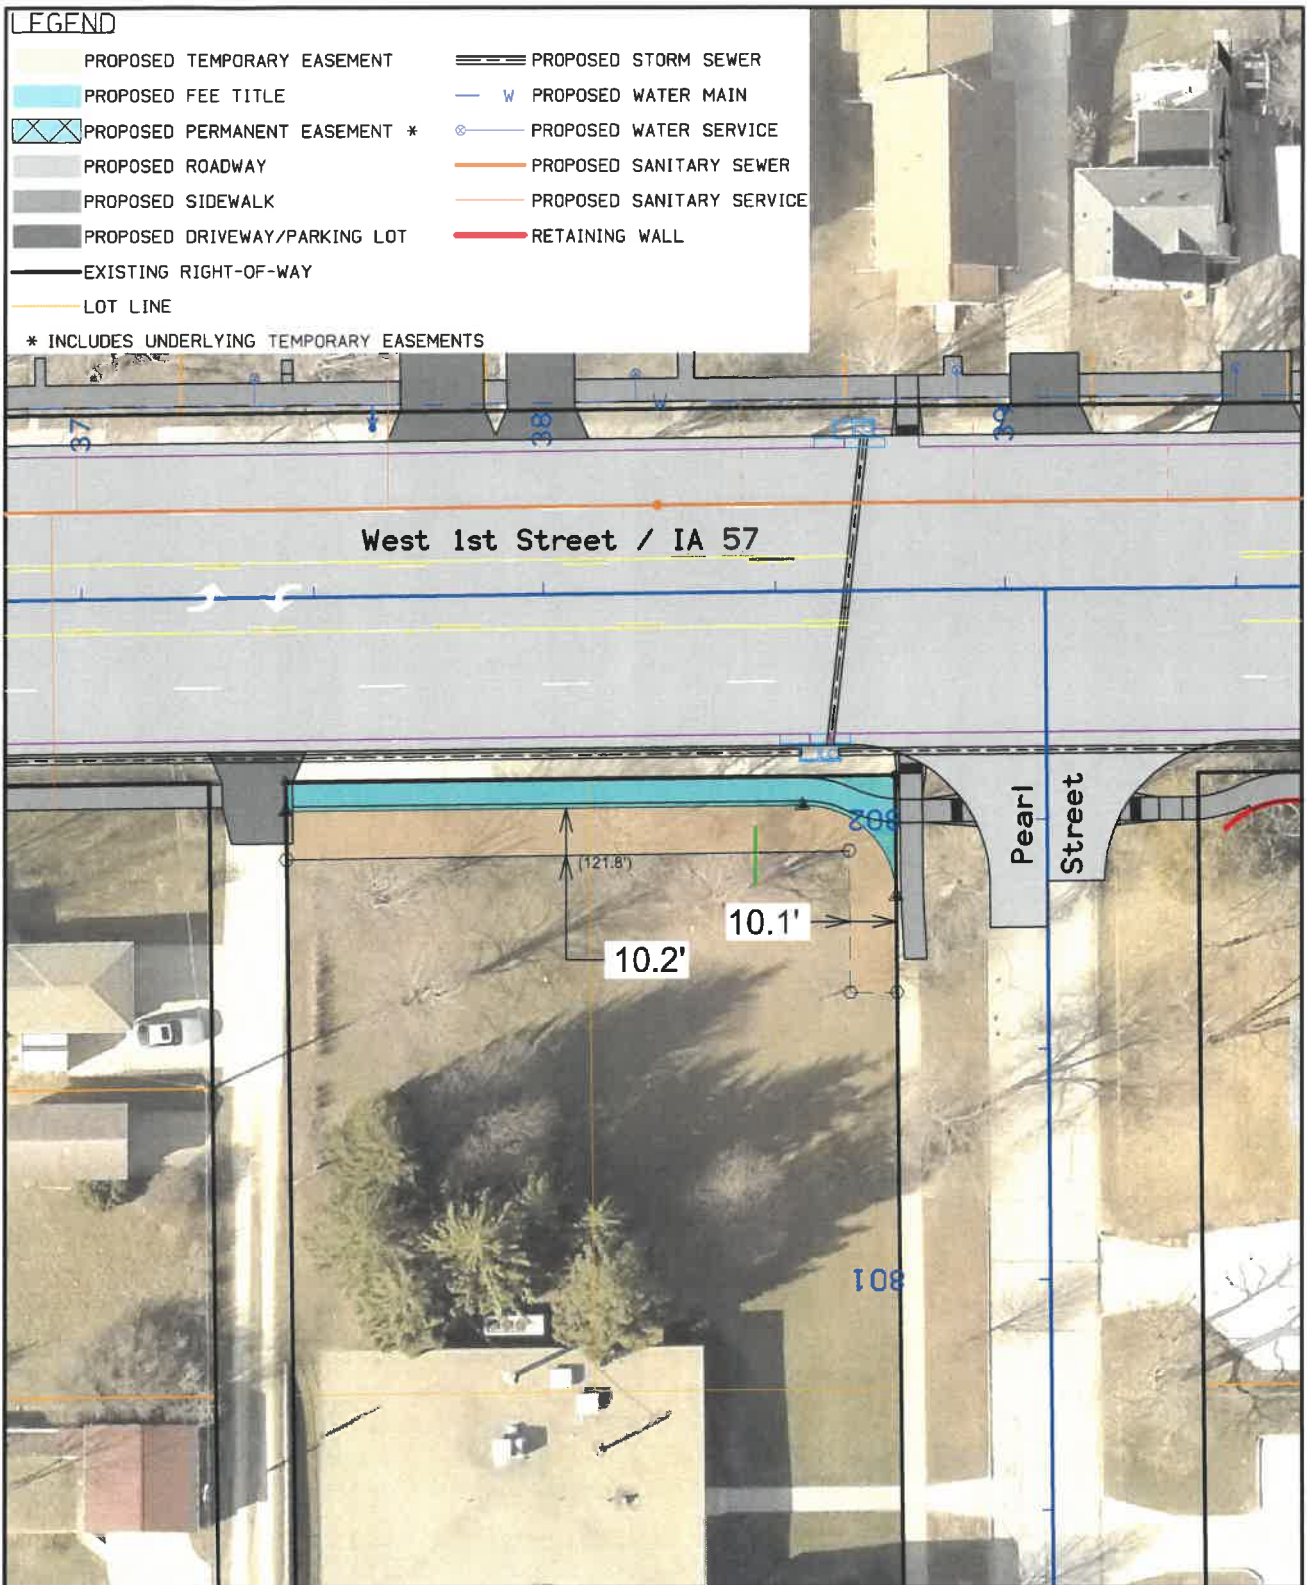 LEGEND
PROPOSED TEMPORARY EASEMENT
PROPOSED FEE TITLE
PROPOSED PERMANENT EASEMENT *
PROPOSED ROADWAY
PROPOSED SIDEWALK
PROPOSED DRIVEWAY/PARKING LOT
EXISTING RIGHT-OF-WAY
LOT LINE
* INCLUDES UNDERLYING TEMPORARY EASEMENTS
PROPOSED STORM SEWER
W PROPOSED WATER MAIN
PROPOSED WATER SERVICE
PROPOSED SANITARY SEWER
PROPOSED SANITARY SERVICE
RETAINING WALL
W
37
38
39
West 1st Street / IA 57
Pearl
Street
802
(121.8')
10.1'
10.2'
801